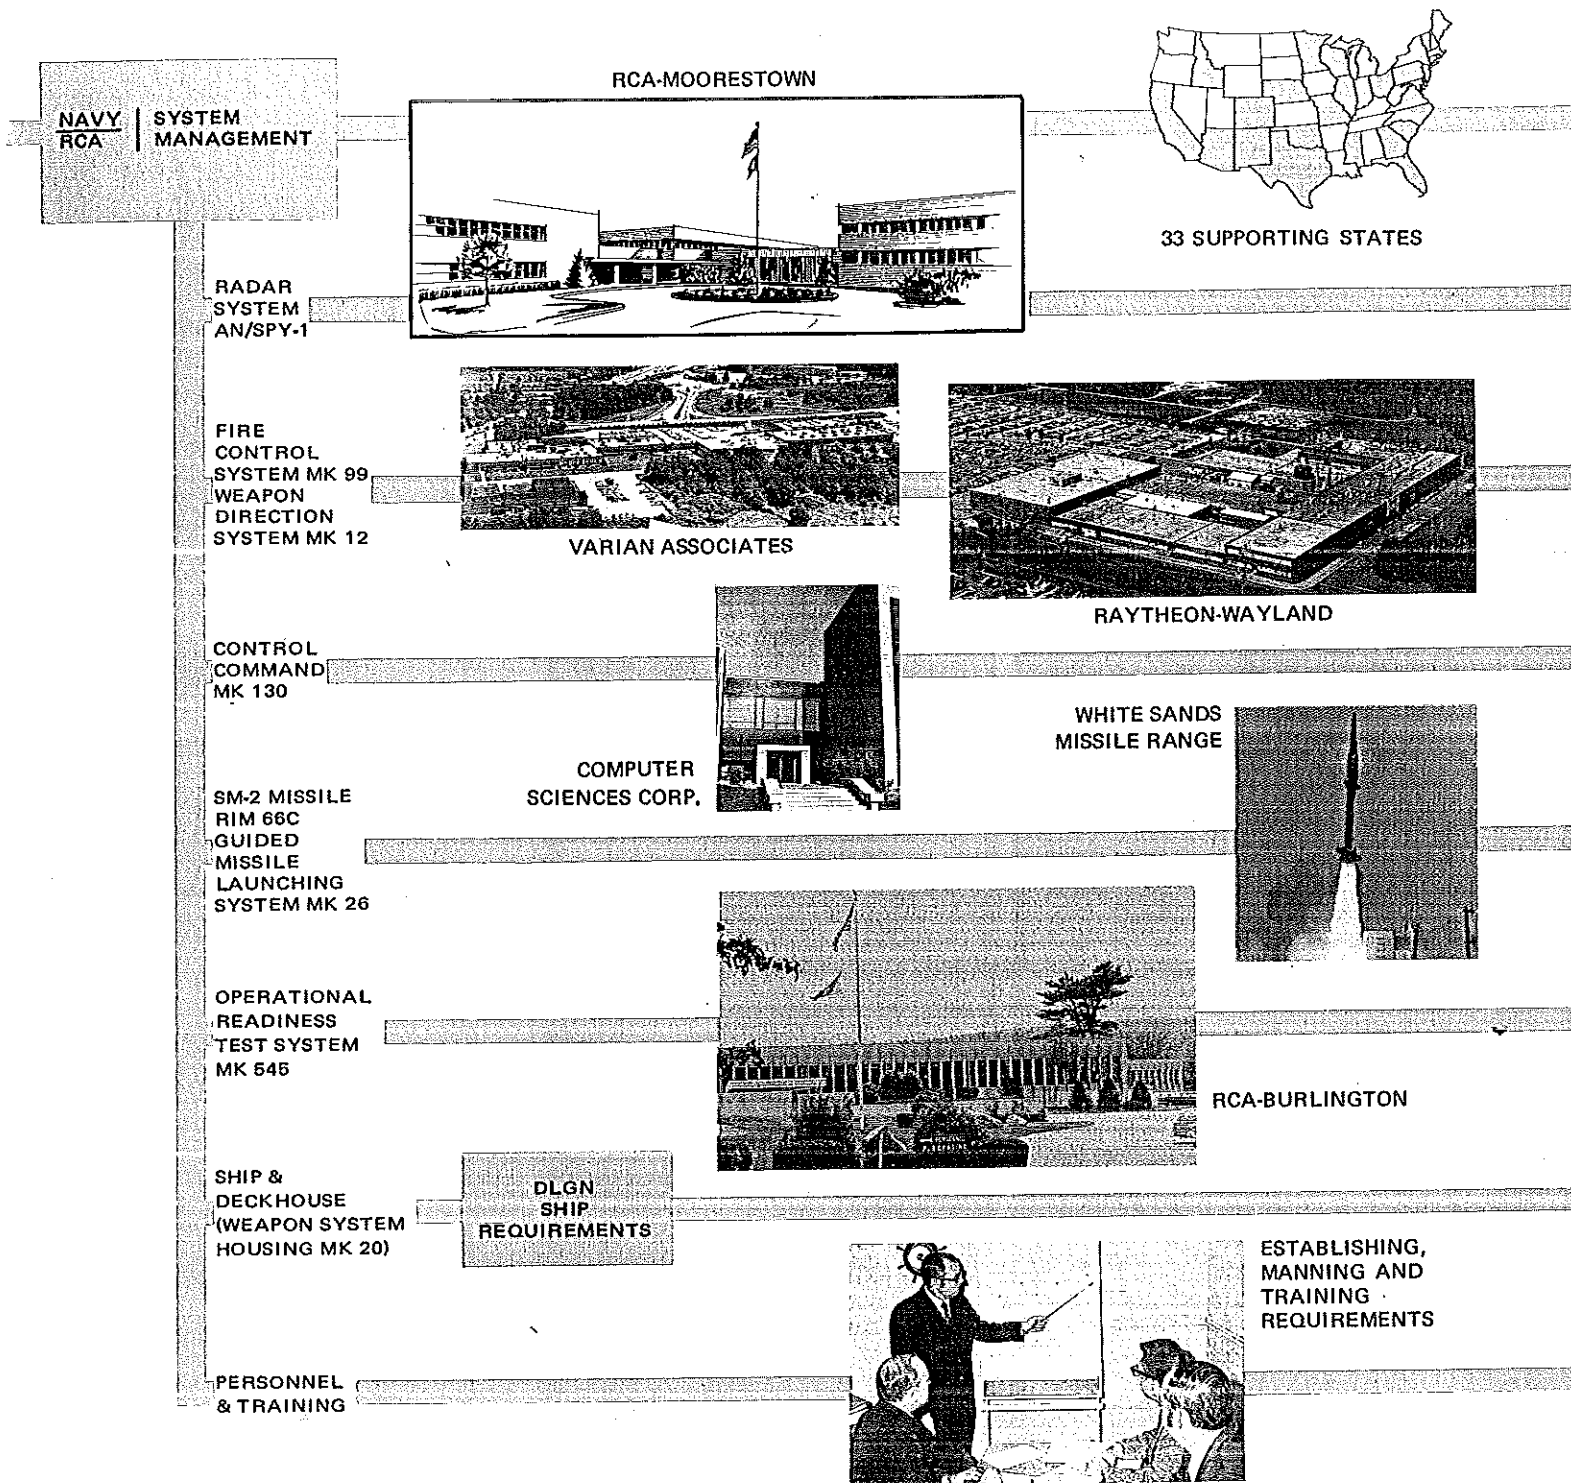 RCA-MOORESTOWN
NAVY
RCA
SYSTEM
MANAGEMENT
33 SUPPORTING STATES
RADAR
SYSTEM
AN/SPY-1
FIRE
CONTROL
SYSTEM MK 99
WEAPON
DIRECTION
SYSTEM MK 12
VARIAN ASSOCIATES
RAYTHEON-WAYLAND
CONTROL
COMMAND
MK 130
COMPUTER
SCIENCES CORP.
WHITE SANDS
MISSILE RANGE
SM-2 MISSILE
RIM 66C
GUIDED
MISSILE
LAUNCHING
SYSTEM MK 26
OPERATIONAL
READINESS
TEST SYSTEM
MK 545
RCA-BURLINGTON
SHIP &
DECKHOUSE
(WEAPON SYSTEM
HOUSING MK 20)
DLGN
SHIP
REQUIREMENTS
ESTABLISHING,
MANNING AND
TRAINING
REQUIREMENTS
PERSONNEL
& TRAINING